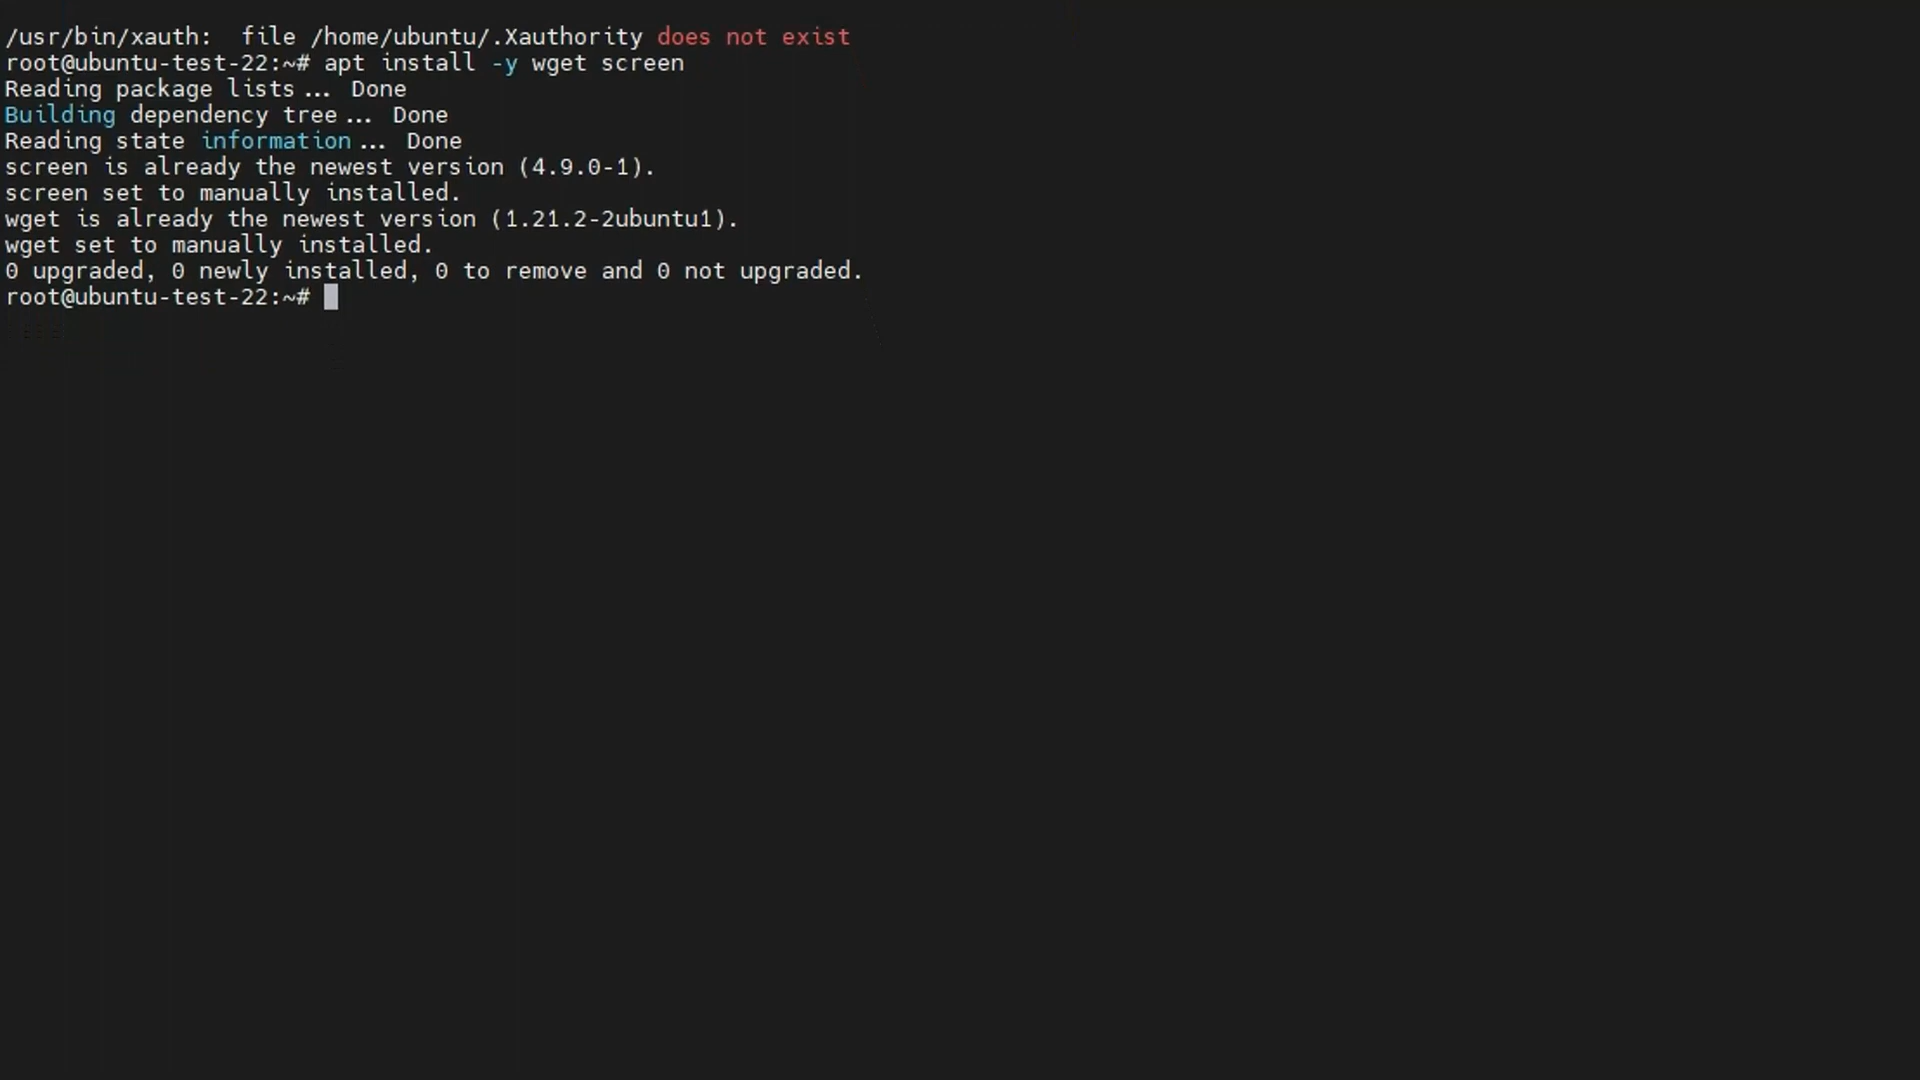 /usr/bin/xauth:  file /home/ubuntu/.Xauthority does not exist
root@ubuntu-test-22:~# apt install -y wget screen
Reading package lists... Done
Building dependency tree... Done
Reading state information... Done
screen is already the newest version (4.9.0-1).
screen set to manually installed.
wget is already the newest version (1.21.2-2ubuntu1).
wget set to manually installed.
0 upgraded, 0 newly installed, 0 to remove and 0 not upgraded.
root@ubuntu-test-22:~#